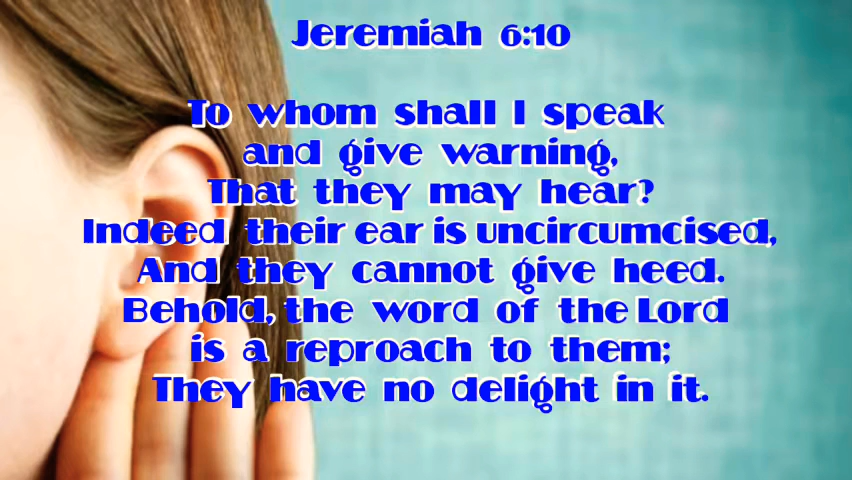 Jeremiah 6:10
To whom shall I speak
and give warning,
That they may hear?
Indeed their ear is uncircumcised,
And they cannot give heed.
Behold, the word of the Lord
is a reproach to them;
They have no delight in it.